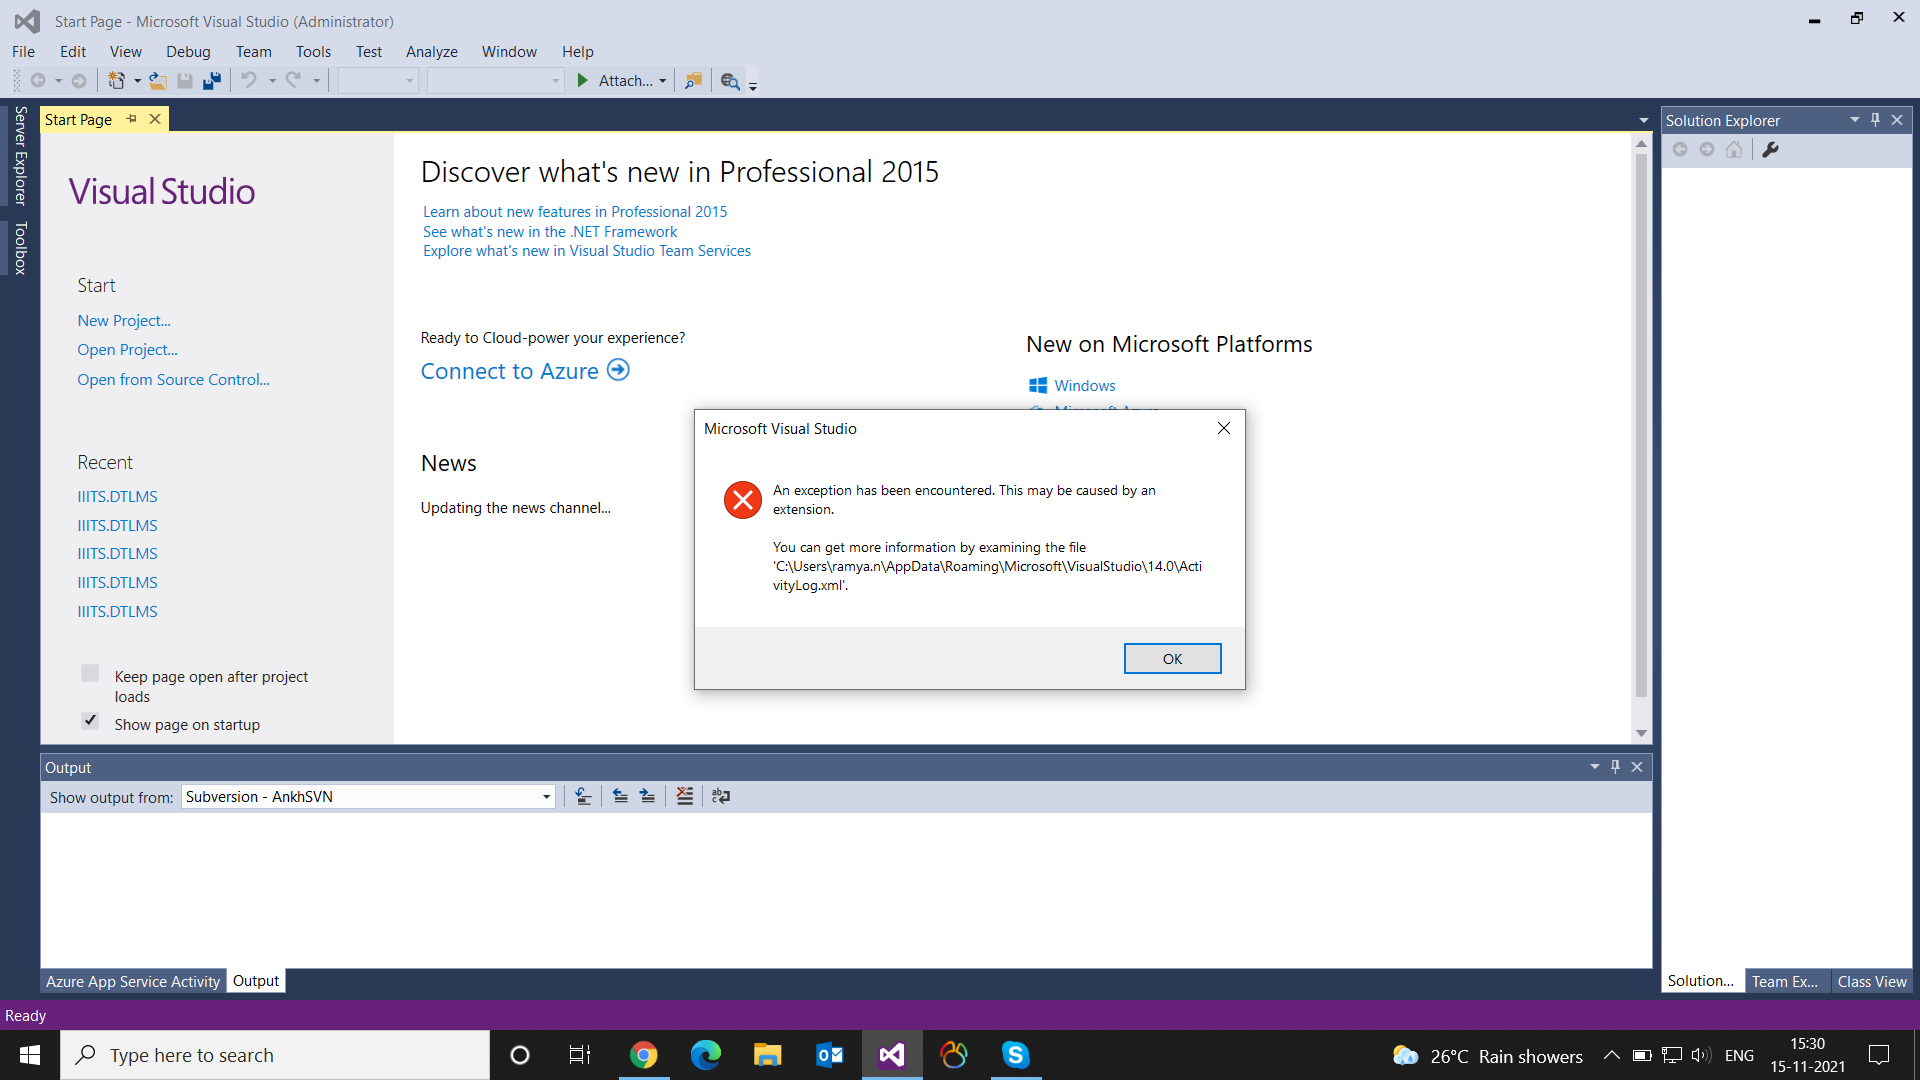 Start Page - Microsoft Visual Studio (Administrator)
File Edit View Debug Team Tools Test Analyze Window Help
Attach...
Server Explorer
Toolbox
Start Page
Visual Studio
Start
New Project...
Open Project...
Open from Source Control...
Recent
IIITS.DTLMS
IIITS.DTLMS
IIITS.DTLMS
IIITS.DTLMS
IIITS.DTLMS
Keep page open after project
loads
Show page on startup
Discover what's new in Professional 2015
Learn about new features in Professional 2015
See what's new in the .NET Framework
Explore what's new in Visual Studio Team Services
Ready to Cloud-power your experience?
Connect to Azure
News
Updating the news channel...
New on Microsoft Platforms
Windows
Microsoft Azure
Microsoft Visual Studio
An exception has been encountered. This may be caused by an
extension.
You can get more information by examining the file
'C:\Users\ramya.n\AppData\Roaming\Microsoft\VisualStudio\14.0\Acti
vityLog.xml'.
OK
Solution Explorer
Output
Show output from: Subversion - AnkhSVN
Azure App Service Activity Output
Solution... Team Ex... Class View
Ready
Type here to search
26°C Rain showers
ENG
15:30
15-11-2021